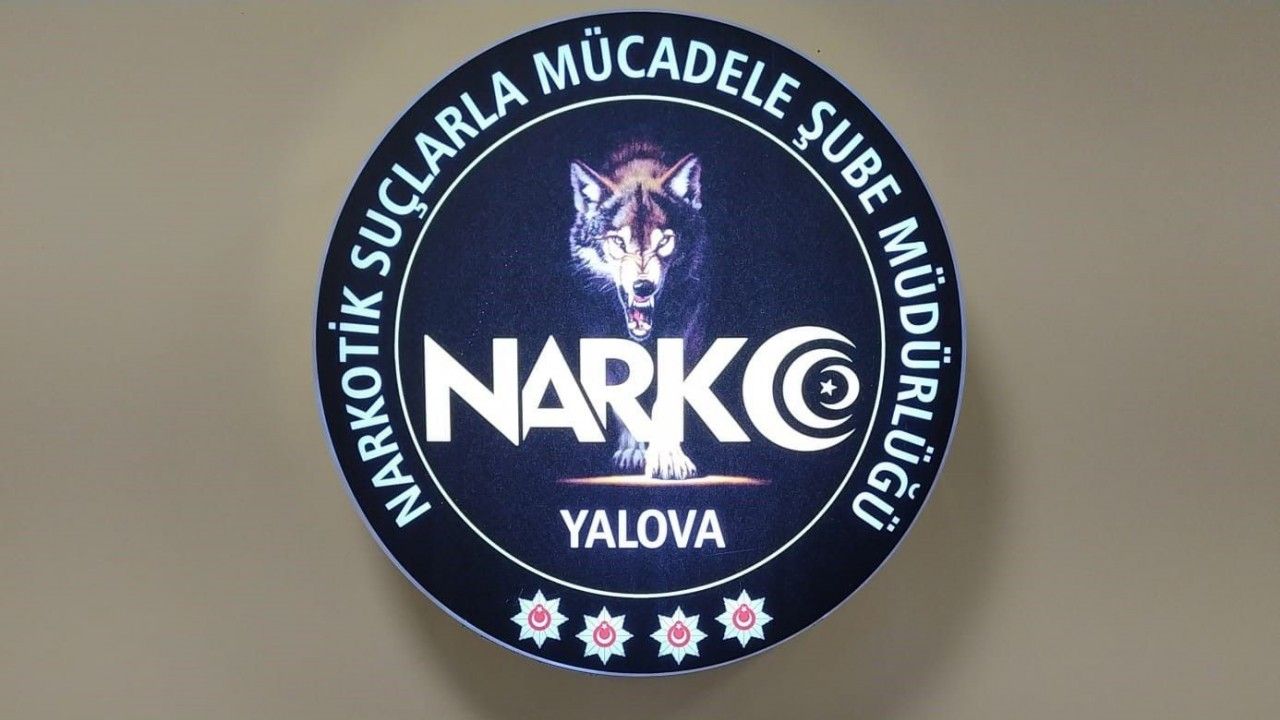 NARKOTİK SUÇLARLA MÜCADELE ŞUBE MÜDÜRLÜĞÜ
NARKO
YALOVA